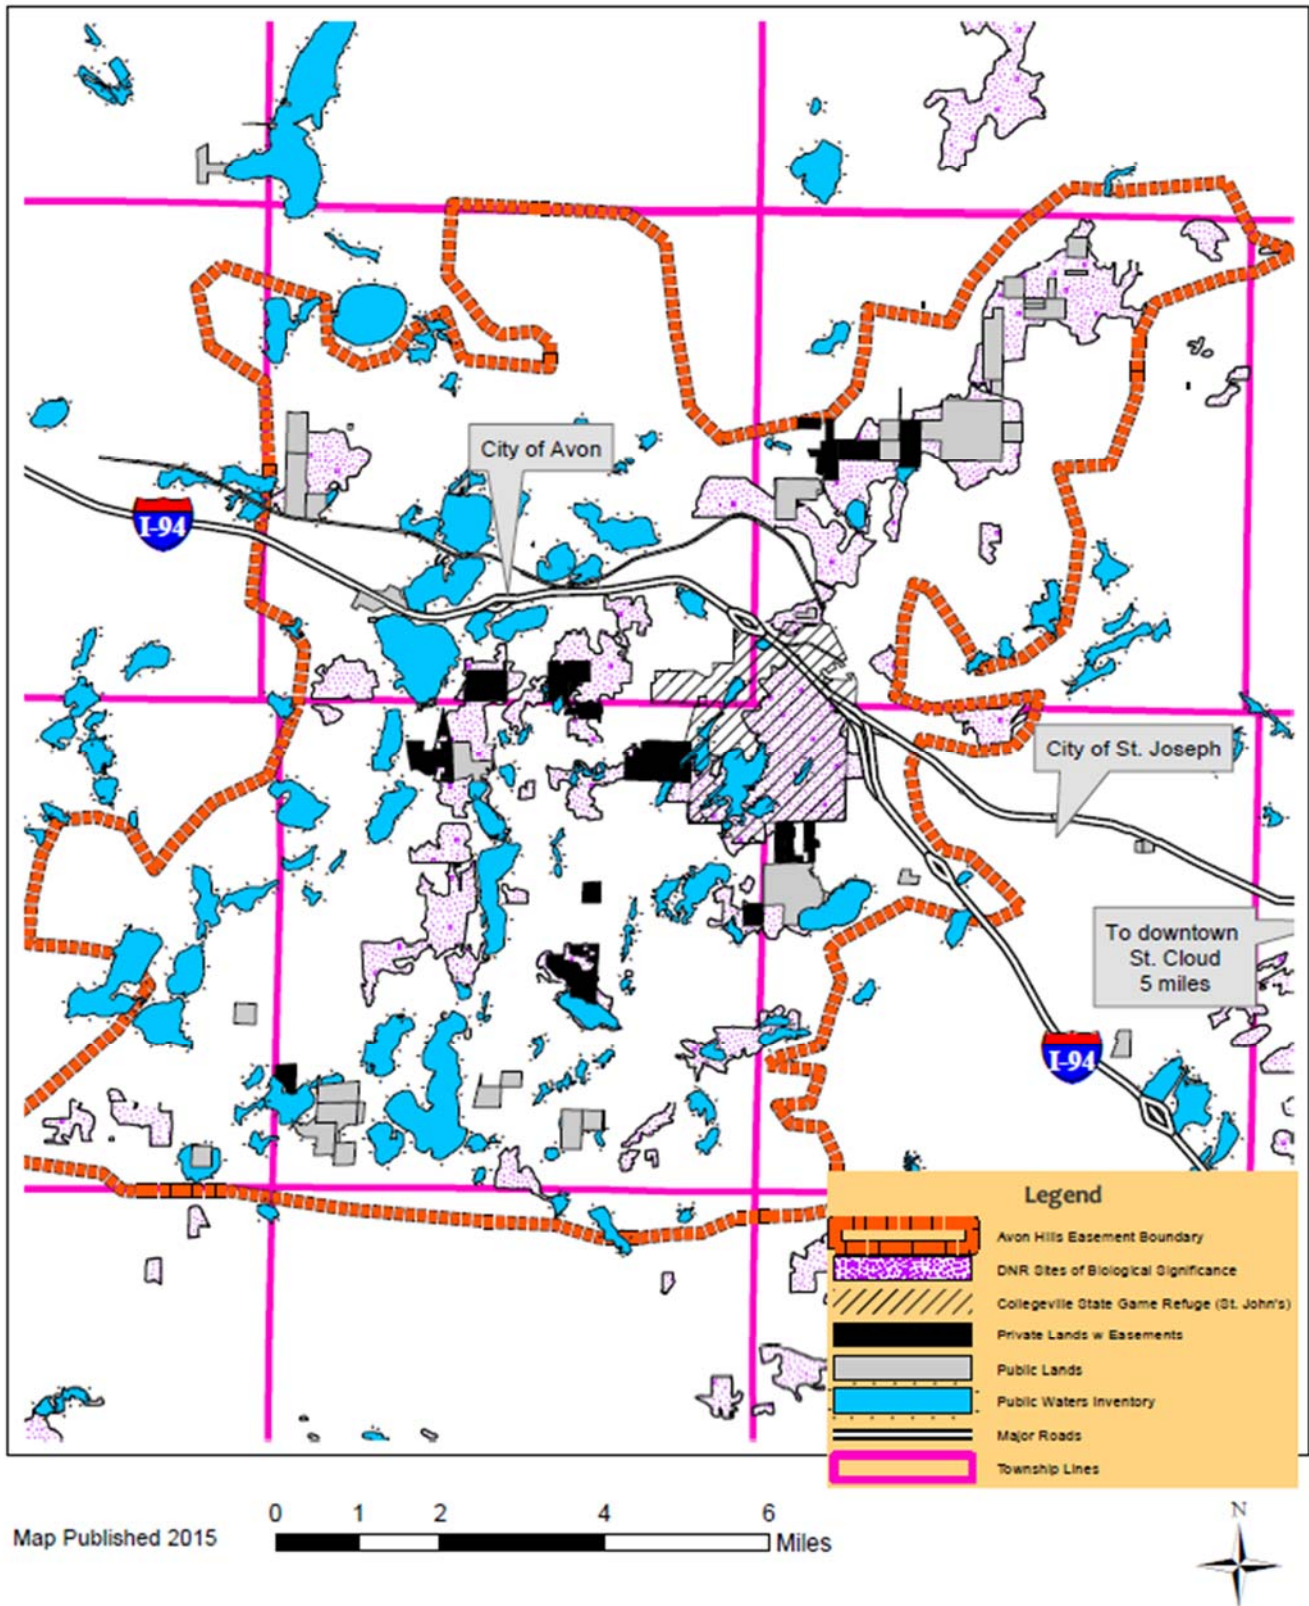 City of Avon
I-94
City of St. Joseph
To downtown
St. Cloud
5 miles
I-94
Legend
Avon Hills Easement Boundary
DNR Sites of Biological Significance
Collegeville State Game Refuge (St. John's)
Private Lands w Easements
Public Lands
Public Waters Inventory
Major Roads
Township Lines
Map Published 2015
0 1 2 4 6
Miles
N